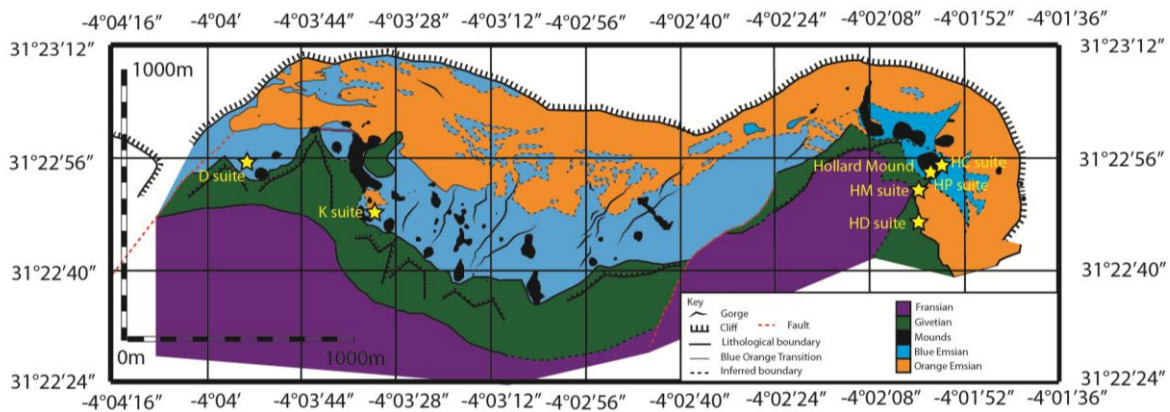 -4°04'16" -4°04' -4°03'44" -4°03'28" -4°03'12" -4°02'56" -4°02'40" -4°02'24" -4°02'08" -4°01'52" -4°01'36"
31°23'12" 31°23'12"
1000m
31°22'56" 31°22'56"
D suite
Hollard Mound HC suite
HP suite
HM suite
K suite
HD suite
31°22'40" 31°22'40"
Key
Gorge
Cliff Fault
Lithological boundary
Blue Orange Transition
Inferred boundary
Fransian
Givetian
Mounds
Blue Emsian
Orange Emsian
0m 1000m
31°22'24" 31°22'24"
-4°04'16" -4°04' -4°03'44" -4°03'28" -4°03'12" -4°02'56" -4°02'40" -4°02'24" -4°02'08" -4°01'52" -4°01'36"